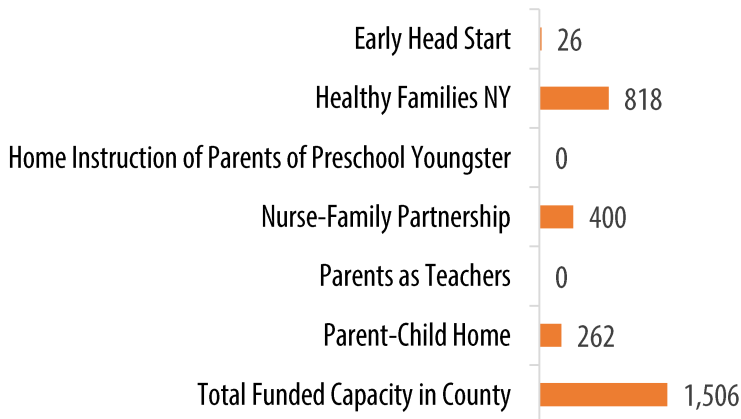 Early Head Start 26
Healthy Families NY 818
Home Instruction of Parents of Preschool Youngster 0
Nurse-Family Partnership 400
Parents as Teachers 0
Parent-Child Home 262
Total Funded Capacity in County 1,506